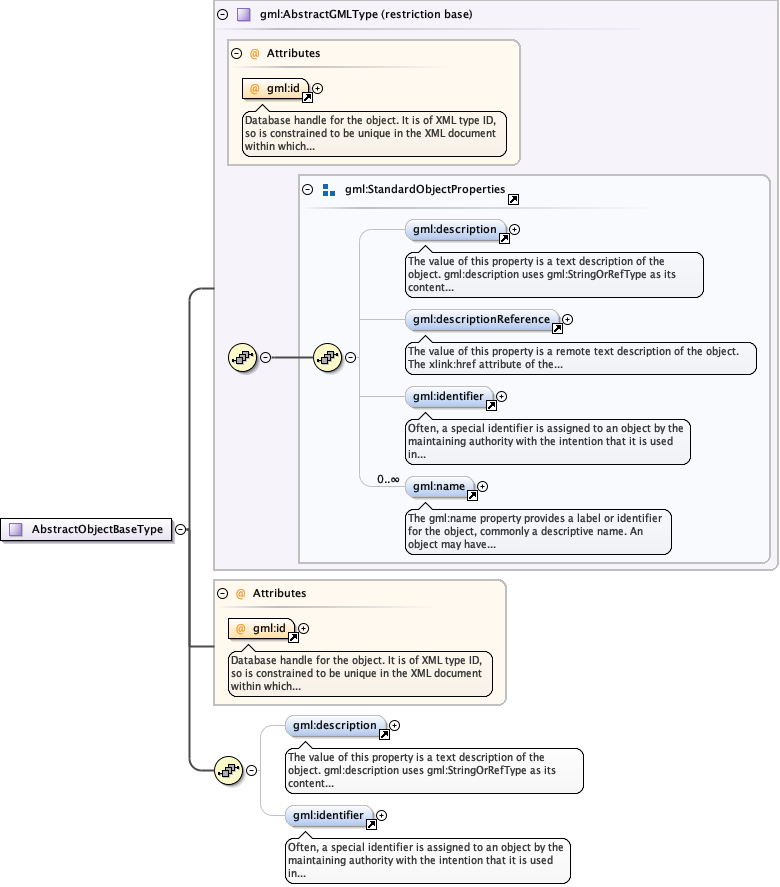 gml:AbstractGMLType (restriction base)
@ Attributes
@ gml:id
Database handle for the object. It is of XML type ID,
so is constrained to be unique in the XML document
within which...
gml:StandardObjectProperties
gml:description
The value of this property is a text description of the
object. gml:description uses gml:StringOrRefType as its
content...
gml:descriptionReference
The value of this property is a remote text description of the object.
The xlink:href attribute of the...
gml:identifier
Often, a special identifier is assigned to an object by the
maintaining authority with the intention that it is used
in...
0..∞
gml:name
The gml:name property provides a label or identifier
for the object, commonly a descriptive name. An
object may have...
AbstractObjectBaseType
@ Attributes
@ gml:id
Database handle for the object. It is of XML type ID,
so is constrained to be unique in the XML document
within which...
gml:description
The value of this property is a text description of the
object. gml:description uses gml:StringOrRefType as its
content...
gml:identifier
Often, a special identifier is assigned to an object by the
maintaining authority with the intention that it is used
in...